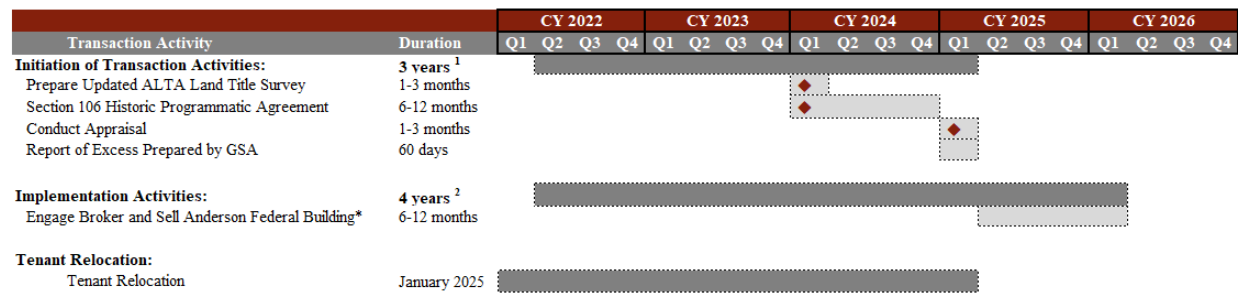 CY 2022 CY 2023 CY 2024 CY 2025 CY 2026
Transaction Activity Duration Q1 Q2 Q3 Q4 Q1 Q2 Q3 Q4 Q1 Q2 Q3 Q4 Q1 Q2 Q3 Q4 Q1 Q2 Q3 Q4
Initiation of Transaction Activities: 3 years 1
Prepare Updated ALTA Land Title Survey 1-3 months
Section 106 Historic Programmatic Agreement 6-12 months
Conduct Appraisal 1-3 months
Report of Excess Prepared by GSA 60 days
Implementation Activities: 4 years 2
Engage Broker and Sell Anderson Federal Building* 6-12 months
Tenant Relocation:
Tenant Relocation January 2025